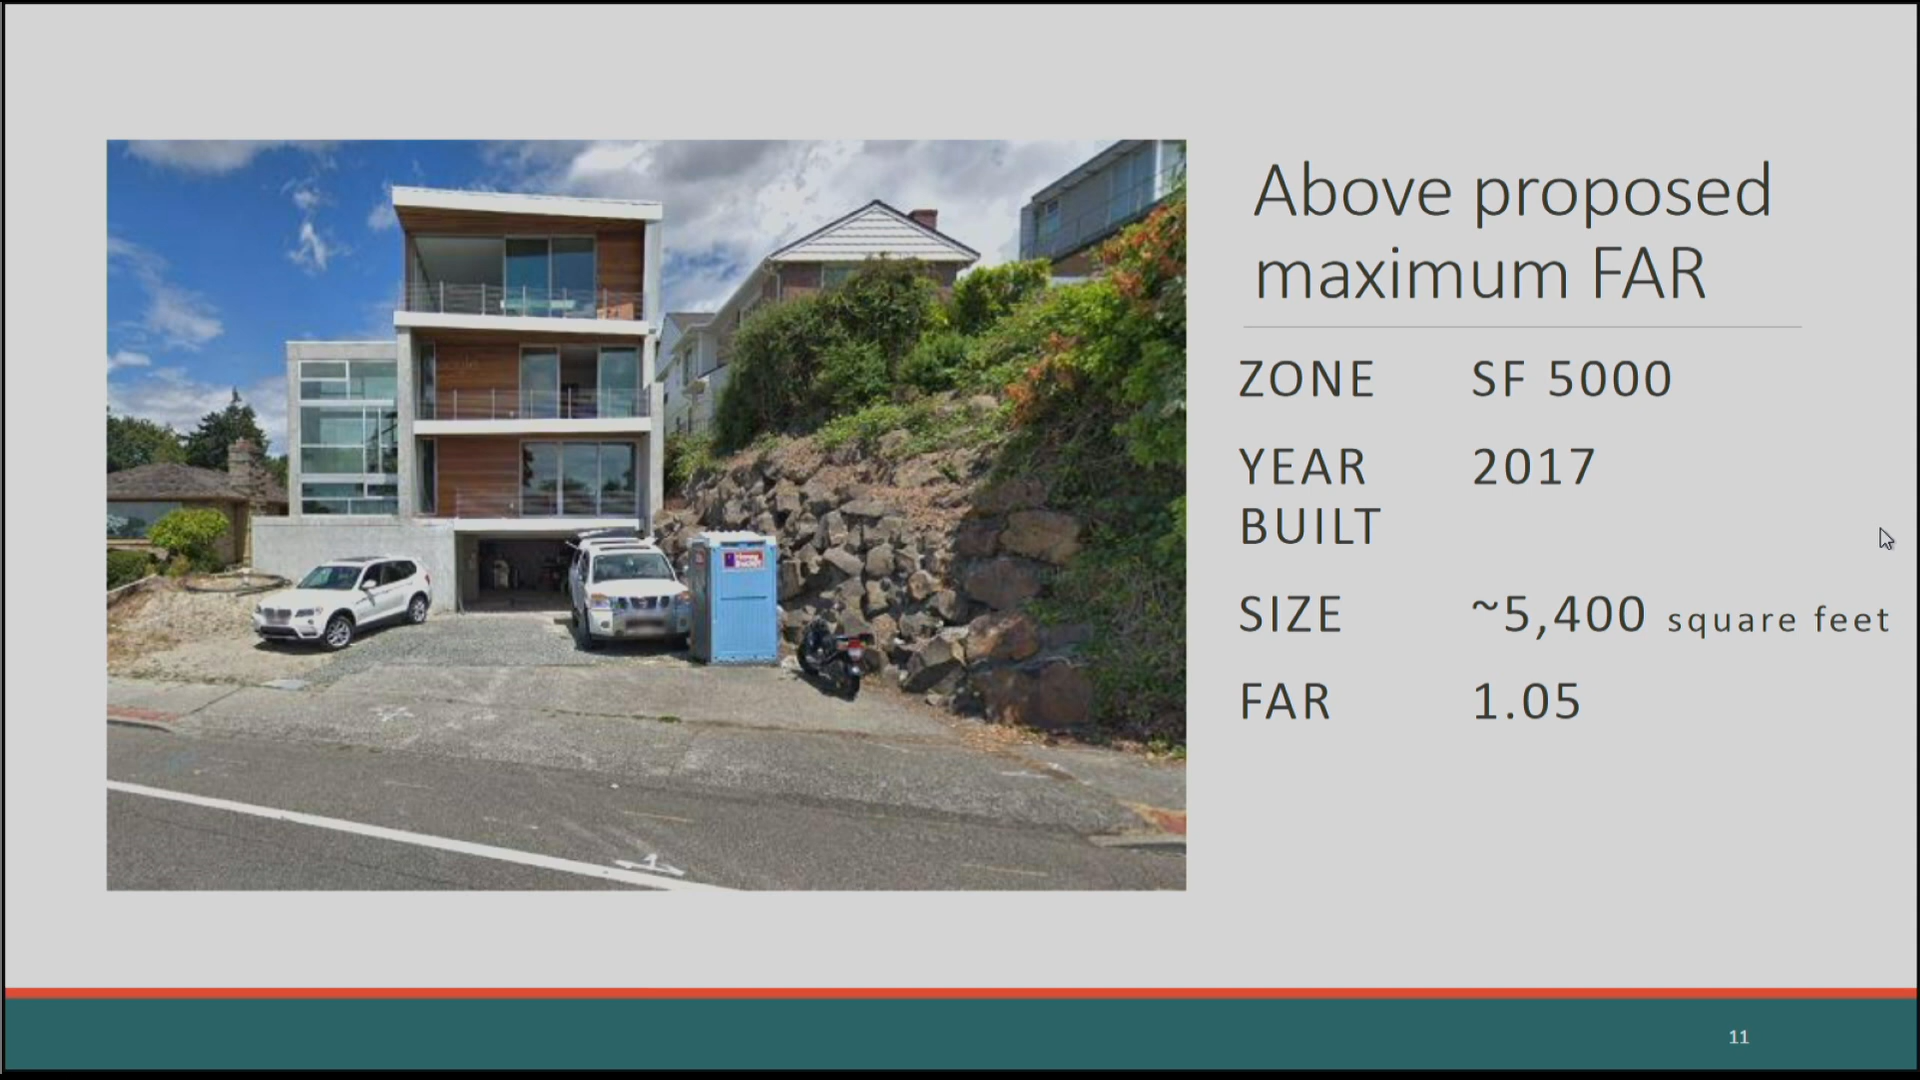 Above proposed
maximum FAR
ZONE SF 5000
YEAR 2017
BUILT
SIZE ~5,400 square feet
FAR 1.05
11